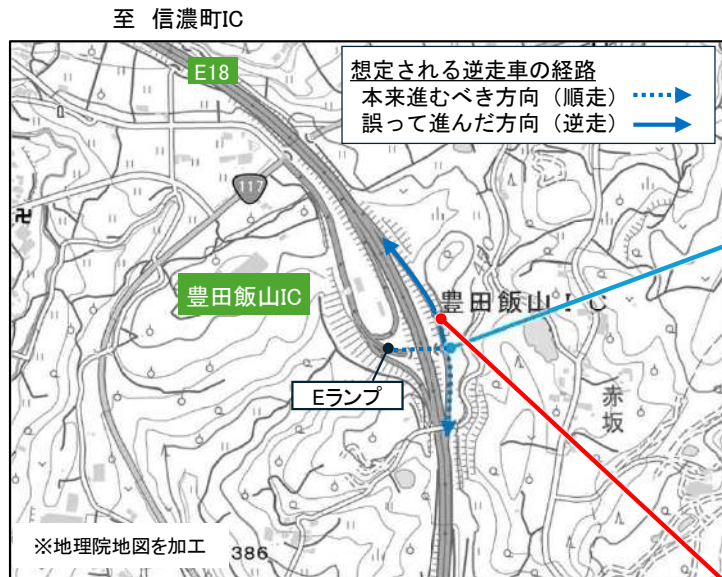 至 信濃町IC
E18
想定される逆走車の経路
本来進むべき方向（順走）
誤って進んだ方向（逆走）
117
卍
豊田飯山IC
豊田飯山IC
Eランプ
赤坂
※地理院地図を加工
386